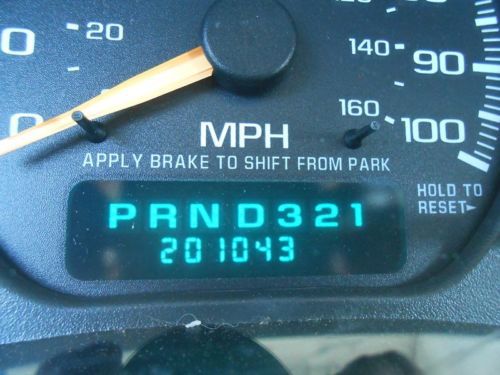 20
140
160
90
100
MPH
APPLY BRAKE TO SHIFT FROM PARK
HOLD TO
RESET
PRND321
201043